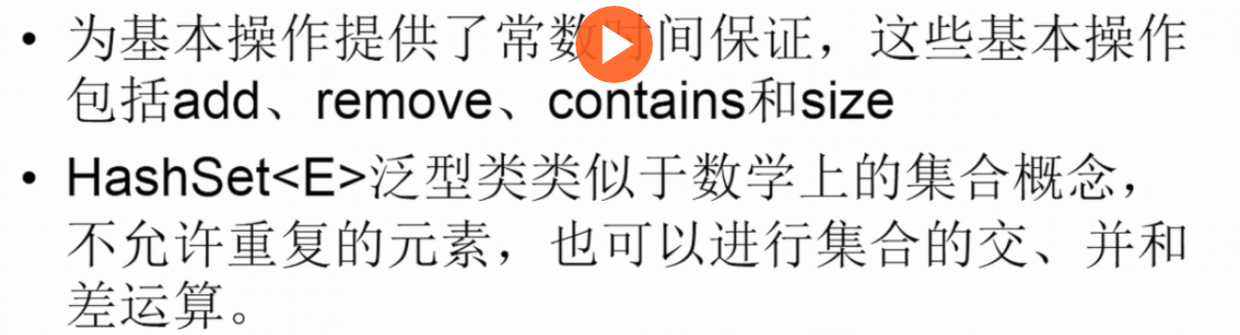 • 为基本操作提供了常数时间保证，这些基本操作
包括add、remove、contains和size
• HashSet<E>泛型类类似于数学上的集合概念，
不允许重复的元素，也可以进行集合的交、并和
差运算。